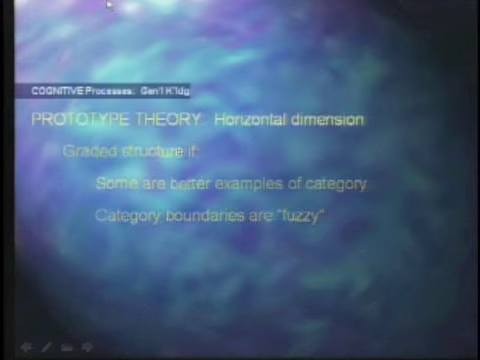 COGNITIVE Processes: Gen'l K'ldg
PROTOTYPE THEORY: Horizontal dimension
Graded structure if:
Some are better examples of category
Category boundaries are "fuzzy"